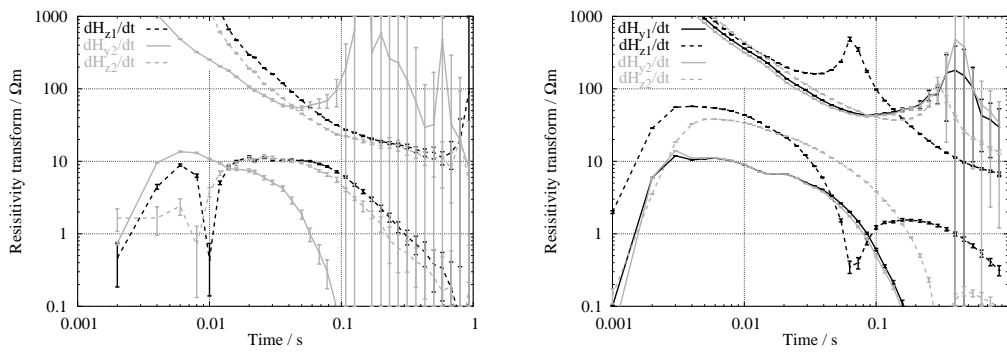 1000
100
10
1
0.1
0.001
0.01
0.1
1
Time / s
Resisitivity transform / Ωm
dHz1/dt
dHy2/dt
dHz2/dt
1000
100
10
1
0.1
0.001
0.01
0.1
Time / s
Resisitivity transform / Ωm
dHy1/dt
dHz1/dt
dHy2/dt
dHz2/dt